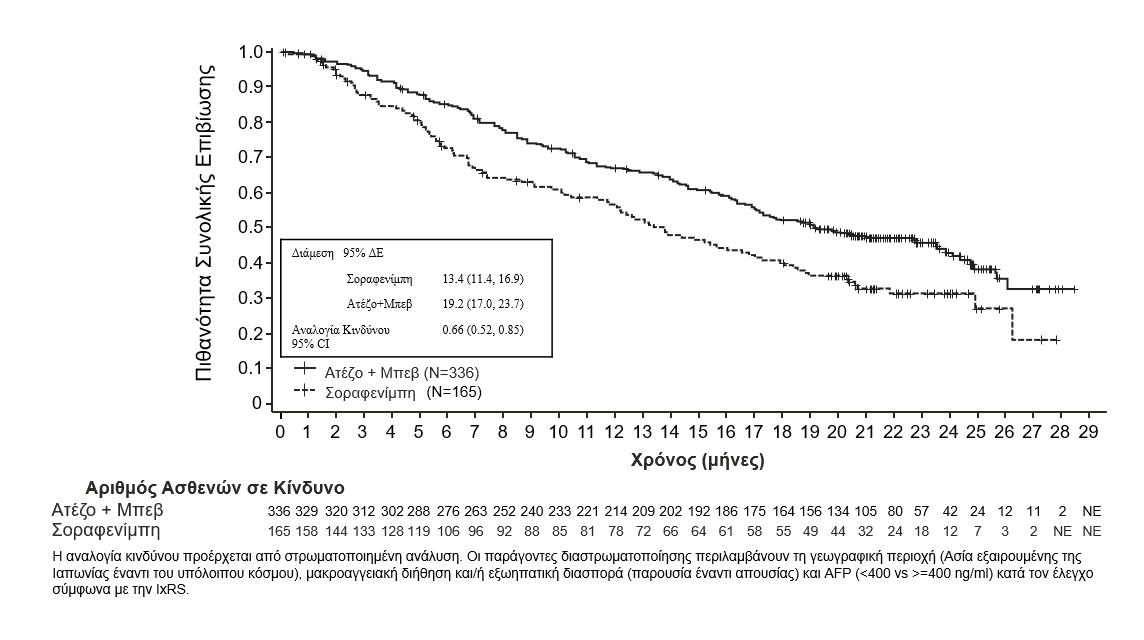 Πιθανότητα Συνολικής Επιβίωσης
1.0
0.9
0.8
0.7
0.6
0.5
0.4
0.3
0.2
0.1
0
Διάμεση 95% ΔΕ
Σοραφενίμπη 13.4 (11.4, 16.9)
Ατέζο+Μπεβ 19.2 (17.0, 23.7)
Αναλογία Κινδύνου 0.66 (0.52, 0.85)
95% CI
Ατέζο + Μπεβ (N=336)
Σοραφενίμπη (N=165)
0 1 2 3 4 5 6 7 8 9 10 11 12 13 14 15 16 17 18 19 20 21 22 23 24 25 26 27 28 29
Χρόνος (μήνες)
Αριθμός Ασθενών σε Κίνδυνο
Ατέζο + Μπεβ 336 329 320 312 302 288 276 263 252 240 233 221 214 209 202 192 186 175 164 156 134 105 80 57 42 24 12 11 2 NE
Σοραφενίμπη 165 158 144 133 128 119 106 96 92 88 85 81 78 72 66 64 61 58 55 49 44 32 24 18 12 7 3 2 NE NE
Η αναλογία κινδύνου προέρχεται από στρωματοποιημένη ανάλυση. Οι παράγοντες διαστρωματοποίησης περιλαμβάνουν τη γεωγραφική περιοχή (Ασία εξαιρουμένης της
Ιαπωνίας έναντι του υπόλοιπου κόσμου), μακροαγγειακή διήθηση και/ή εξωηπατική διασπορά (παρουσία έναντι απουσίας) και AFP (<400 vs >=400 ng/ml) κατά τον έλεγχο
σύμφωνα με την IxRS.